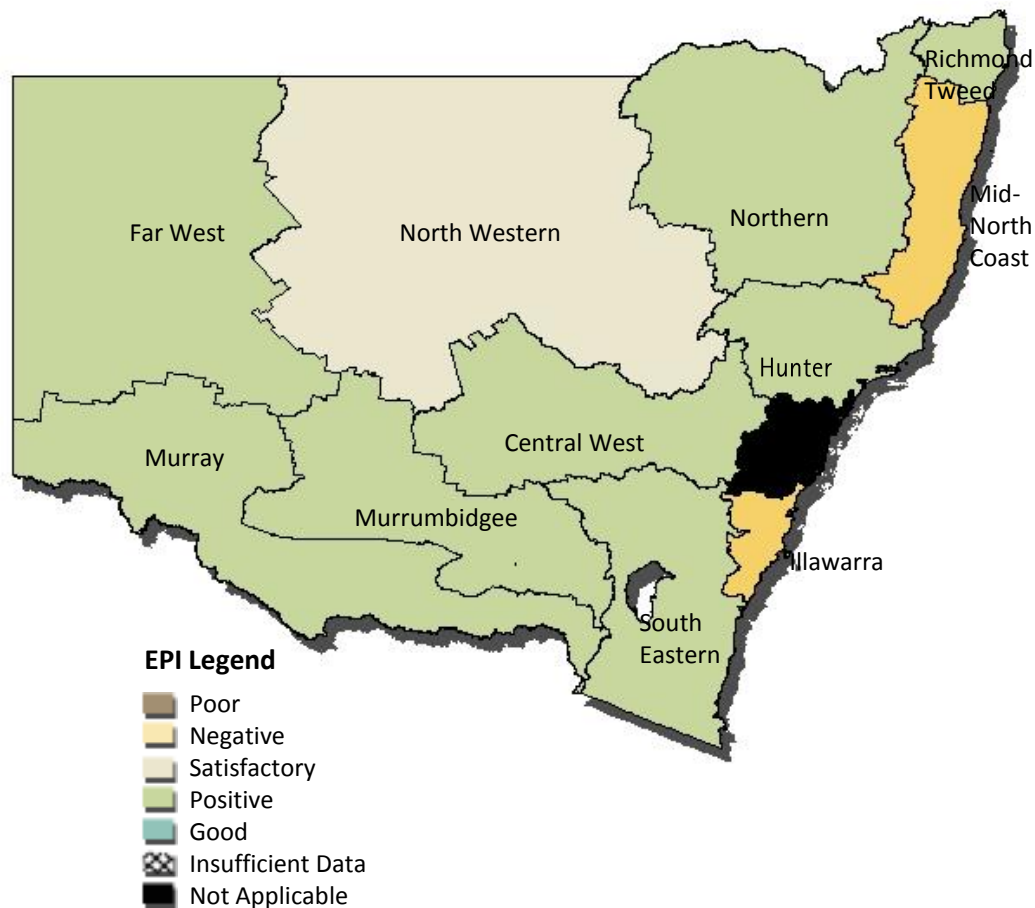 Richmond
Tweed
Mid-
North
Coast
Northern
Far West
North Western
Hunter
Central West
Murray
Murrumbidgee
Illawarra
South
Eastern
EPI Legend
Poor
Negative
Satisfactory
Positive
Good
Insufficient Data
Not Applicable